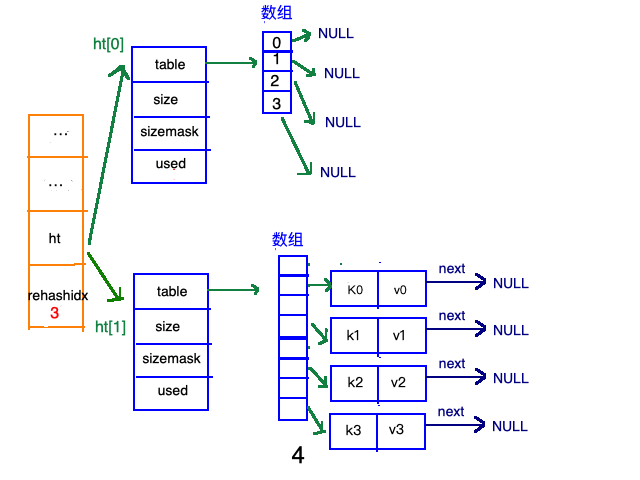 数组
ht[0]
NULL
table
0
1
NULL
size
2
3
sizemask
NULL
...
used
NULL
...
ht
数组
table
K0
v0
next
NULL
rehashidx
3
ht[1]
size
k1
v1
next
NULL
sizemask
k2
v2
next
NULL
used
k3
v3
next
NULL
4